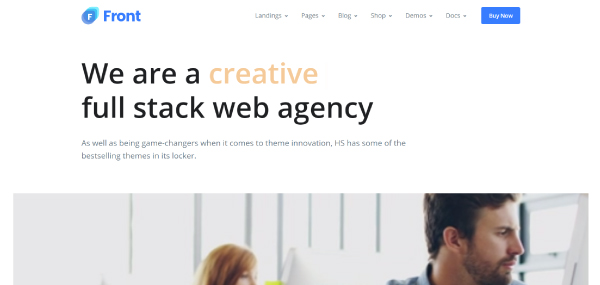 Front
Landings
Pages
Blog
Shop
Demos
Docs
Buy Now
We are a creative
full stack web agency
As well as being game-changers when it comes to theme innovation, HS has some of the
bestselling themes in its locker.